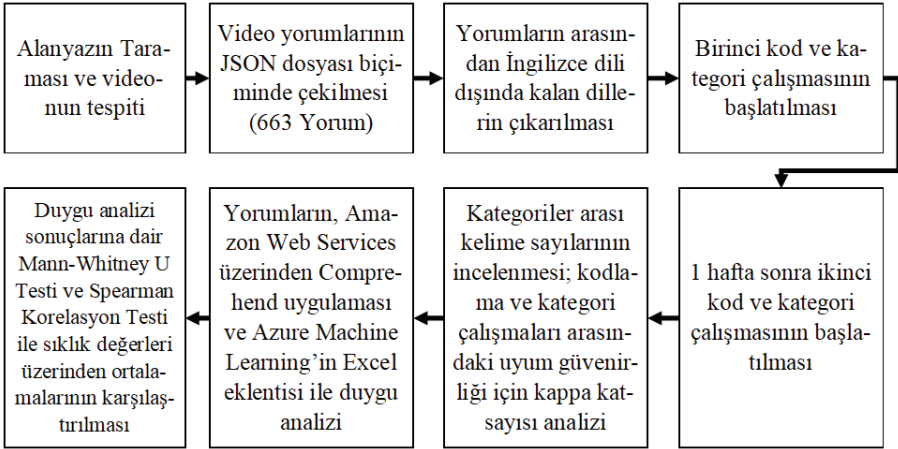 Alanyazın Tara-
ması ve video-
nun tespiti
Video yorumlarının
JSON dosyası biçi-
minde çekilmesi
(663 Yorum)
Yorumların arasın-
dan İngilizce dili
dışında kalan dille-
rin çıkarılması
Birinci kod ve ka-
tegori çalışmasının
başlatılması
1 hafta sonra ikinci
kod ve kategori
çalışmasının başla-
tılması
Kategoriler arası
kelime sayılarının
incelenmesi; kodla-
ma ve kategori
çalışmaları arasın-
daki uyum güvenir-
liği için kappa kat-
sayısı analizi
Yorumların, Ama-
zon Web Services
üzerinden Compre-
hend uygulaması
ve Azure Machine
Learning’in Excel
eklentisi ile duygu
analizi
Duygu analizi
sonuçlarına dair
Mann-Whitney U
Testi ve Spearman
Korelasyon Testi
ile sıklık değerleri
üzerinden ortala-
malarının karşılaş-
tırılması